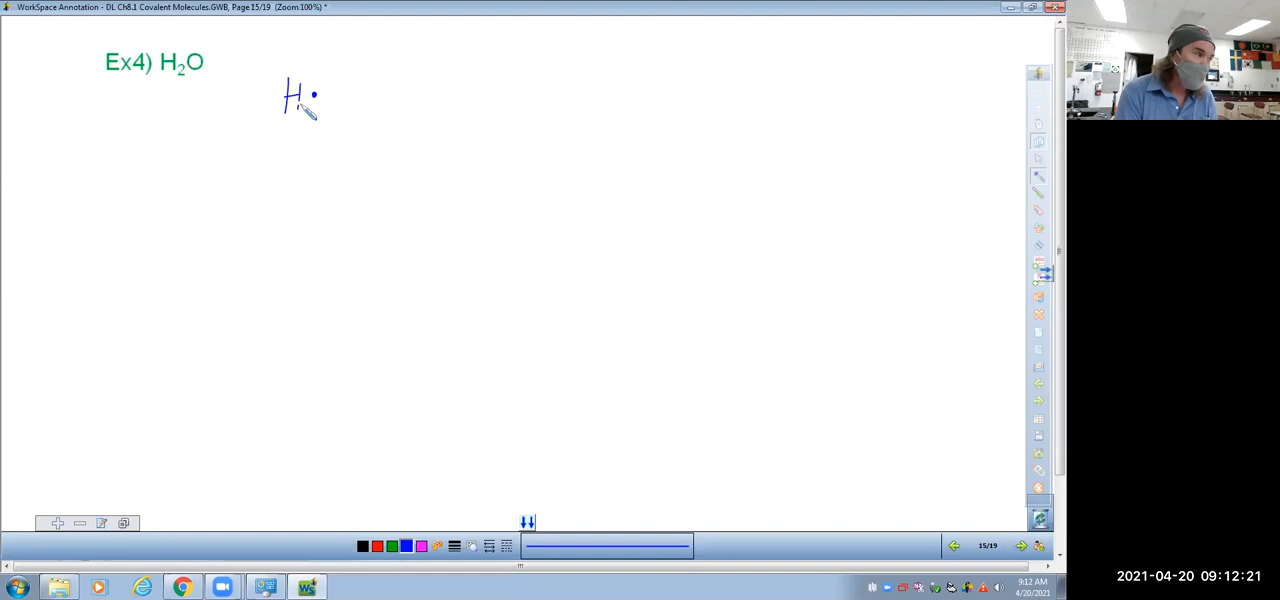 WorkSpace Annotation - DL Ch8.1 Covalent Molecules.GWB, Page 15/19 (Zoom 100%) *
Ex4) H₂O
H •
15/19
9:12 AM
4/20/2021
2021-04-20 09:12:21